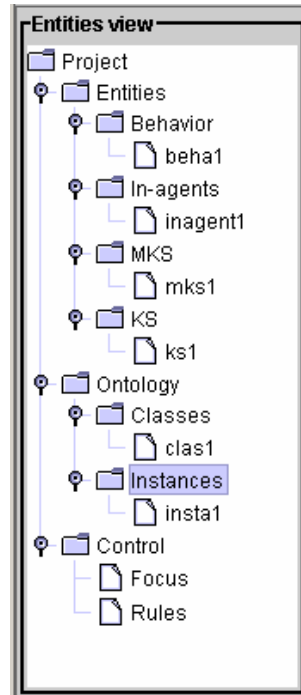 Entities view
Project
Entities
Behavior
beha1
In-agents
inagent1
MKS
mks1
KS
ks1
Ontology
Classes
clas1
Instances
insta1
Control
Focus
Rules